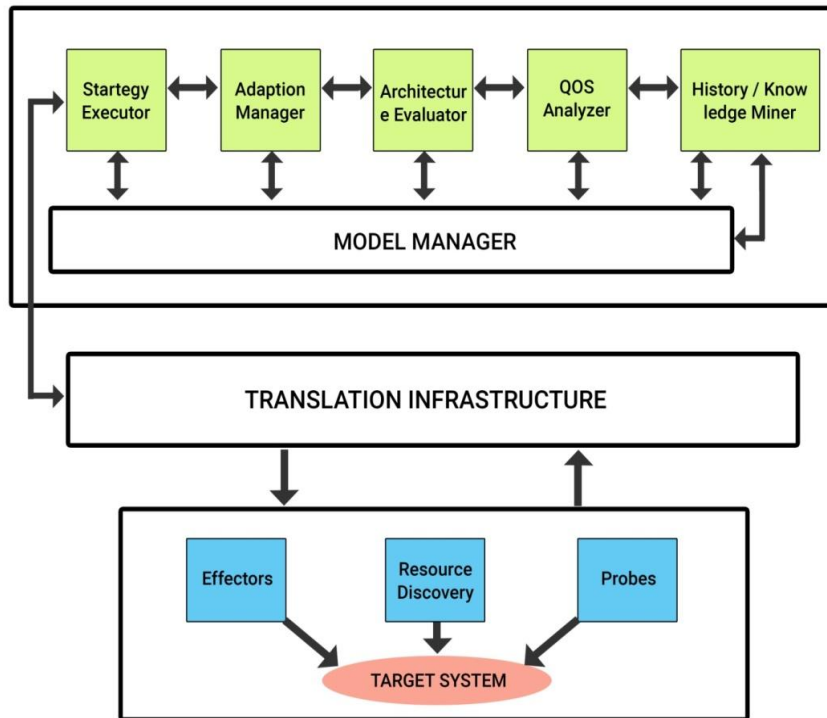 Startegy
Executor
Adaption
Manager
Architectur
e Evaluator
QOS
Analyzer
History / Know
ledge Miner
MODEL MANAGER
TRANSLATION INFRASTRUCTURE
Effectors
Resource
Discovery
Probes
TARGET SYSTEM